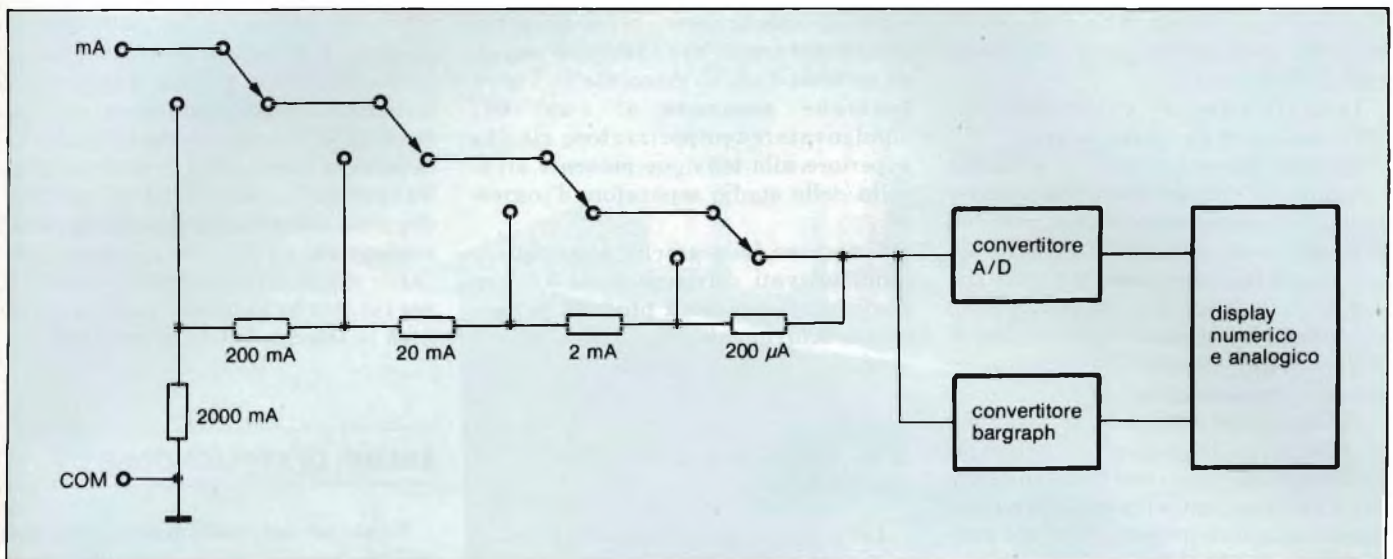 mA
200 mA
20 mA
2 mA
200 µA
2000 mA
COM
convertitore
A/D
convertitore
bargraph
display
numerico
e analogico